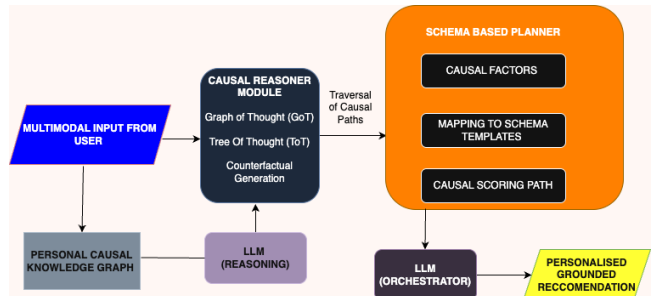 SCHEMA BASED PLANNER
CAUSAL REASONER
MODULE
Graph of Thought (GoT)
Tree Of Thought (ToT)
Counterfactual
Generation
Traversal
of Causal
Paths
CAUSAL FACTORS
MAPPING TO SCHEMA
TEMPLATES
CAUSAL SCORING PATH
MULTIMODAL INPUT FROM
USER
PERSONAL CAUSAL
KNOWLEDGE GRAPH
LLM
(REASONING)
LLM
(ORCHESTRATOR)
PERSONALISED
GROUNDED
RECCOMENDATION